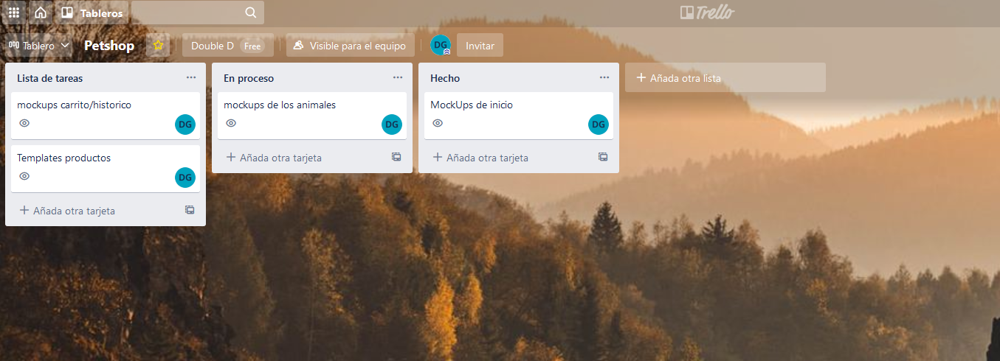 Tableros
Trello
Tablero
Petshop
Double D Free
Visible para el equipo
DG
Invitar
Lista de tareas
mockups carrito/historico
DG
Templates productos
DG
Añada otra tarjeta
En proceso
mockups de los animales
DG
Añada otra tarjeta
Hecho
MockUps de inicio
DG
Añada otra tarjeta
Añada otra lista